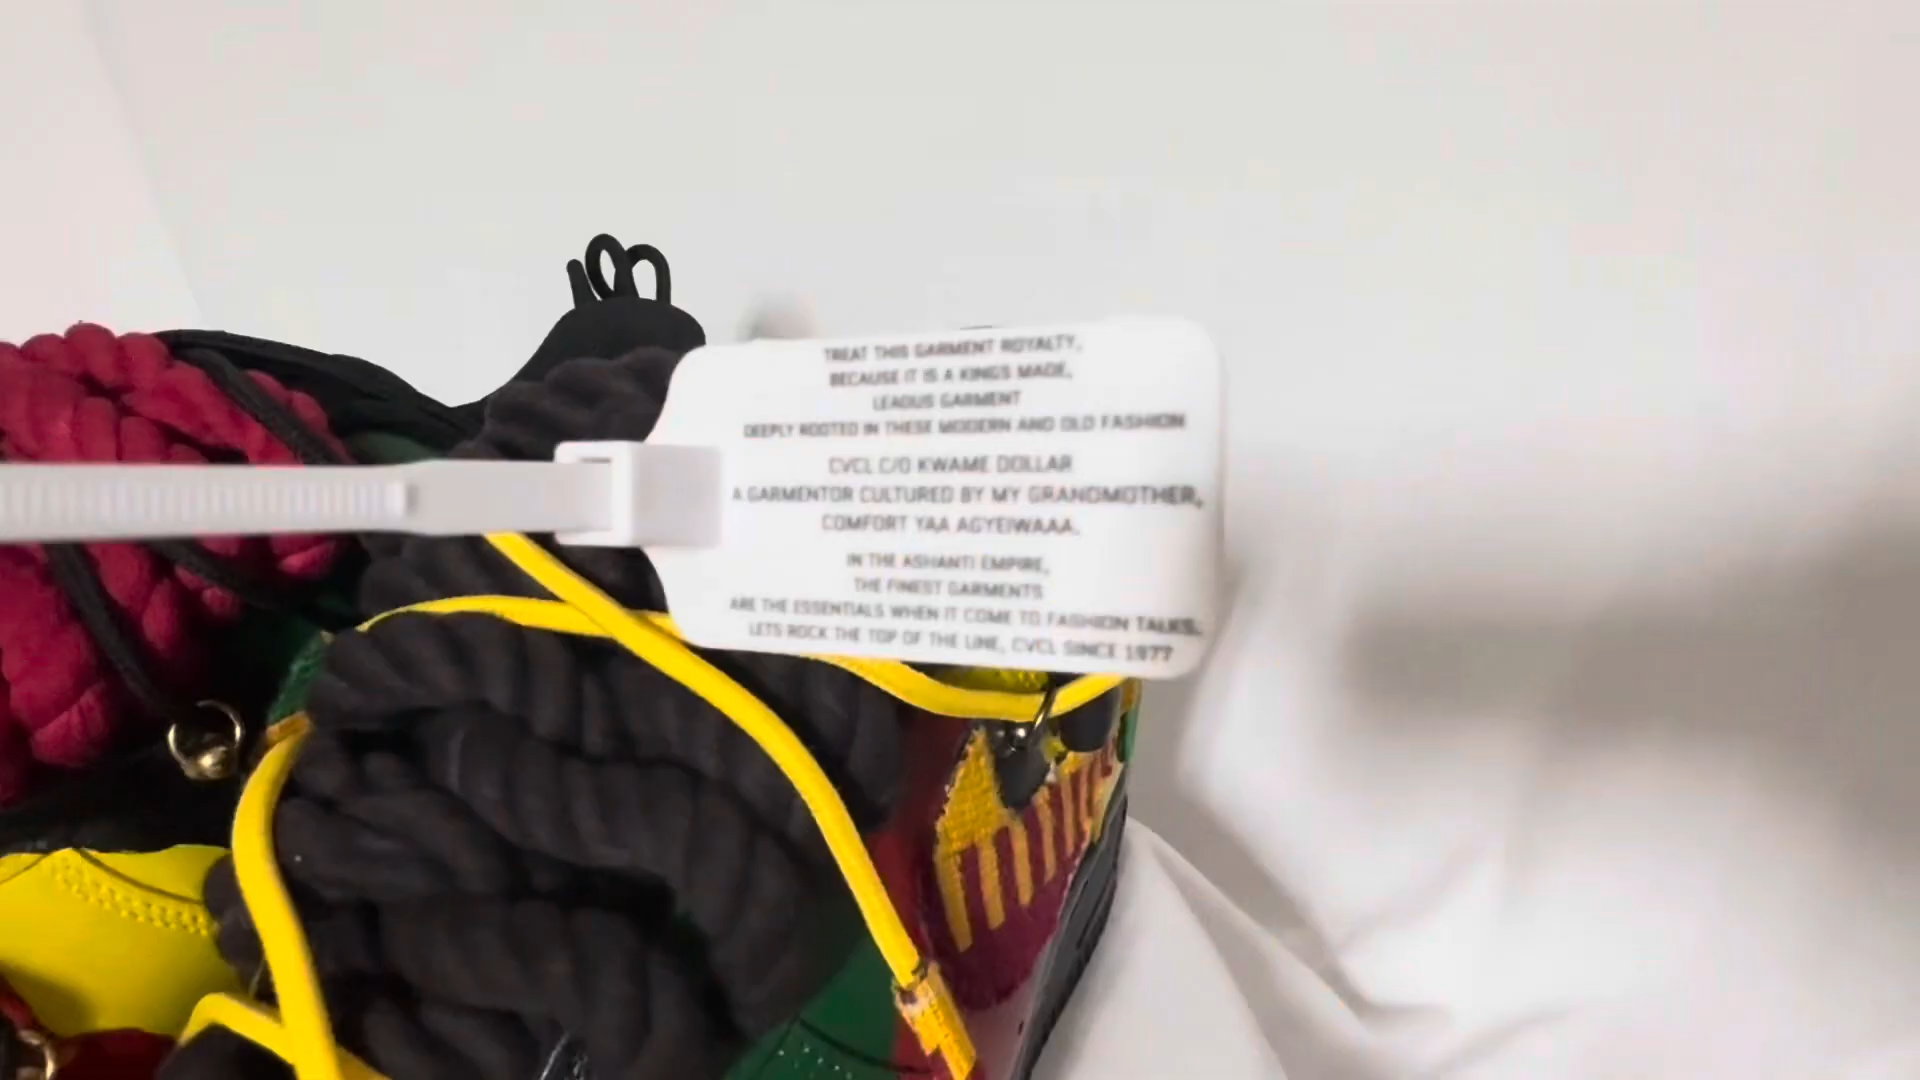 TREAT THIS GARMENT ROYALTY,
BECAUSE IT IS A KINGS MADE,
LEADUS GARMENT
DEEPLY ROOTED IN THESE MODERN AND OLD FASHION
CVCL C/O KWAME DOLLAR
A GARMENTOR CULTURED BY MY GRANDMOTHER,
COMFORT YAA AGYEIWAAA.
IN THE ASHANTI EMPIRE,
THE FINEST GARMENTS
ARE THE ESSENTIALS WHEN IT COME TO FASHION TALKS.
LETS ROCK THE TOP OF THE LINE, CVCL SINCE 1977